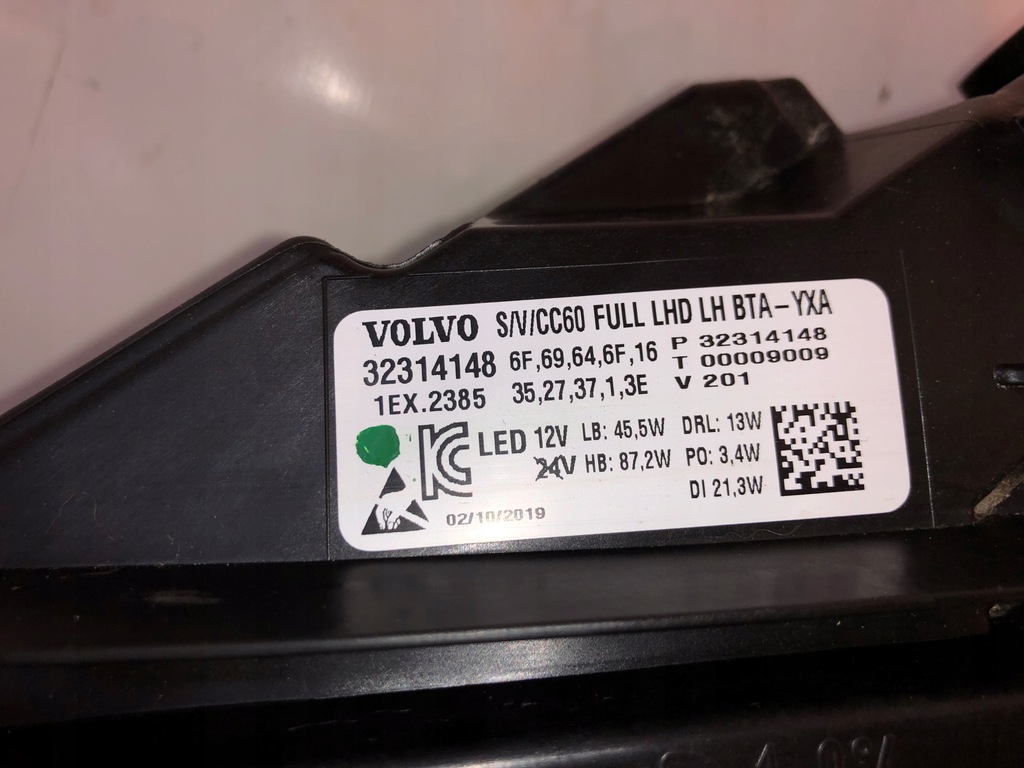 VOLVO S/V/CC60 FULL LHD LH BTA-YXA
32314148 6F,69,64,6F,16 P 32314148
T 00009009
1EX.2385 35,27,37,1,3E V 201
LED 12V LB: 45,5W DRL: 13W
24V HB: 87,2W PO: 3,4W
DI 21,3W
02/10/2019